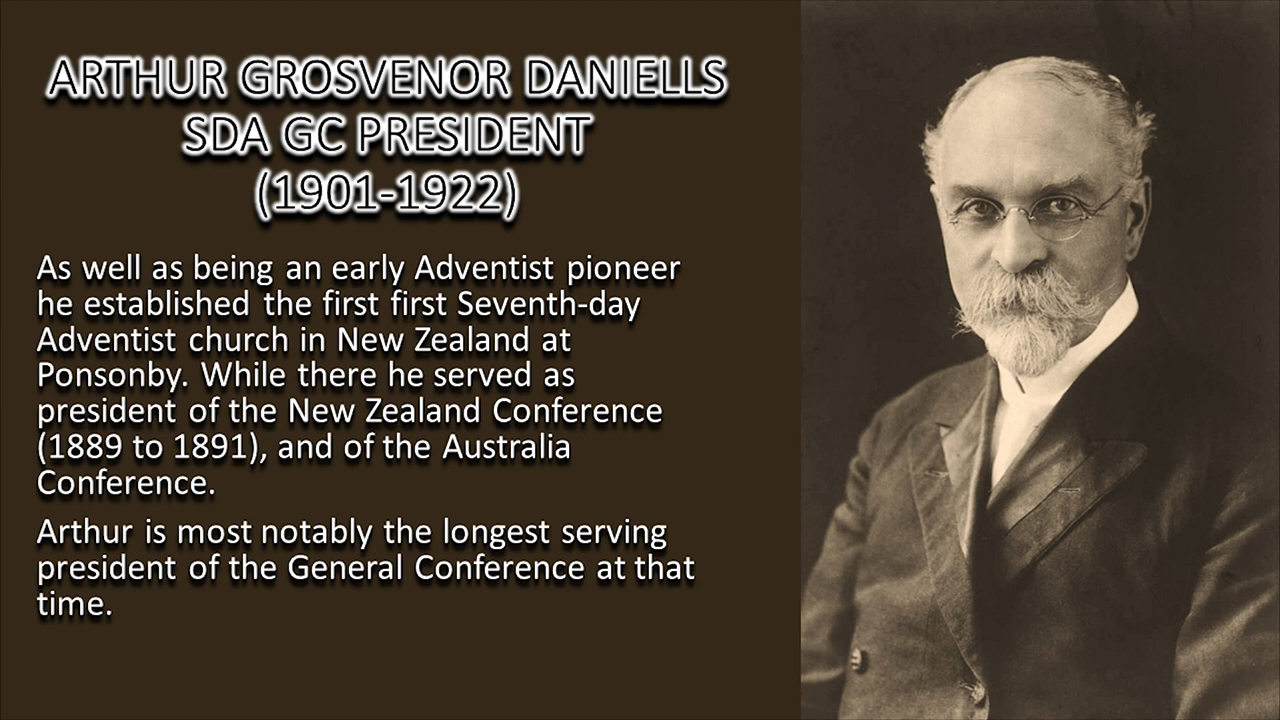 ARTHUR GROSVENOR DANIELLS
SDA GC PRESIDENT
(1901-1922)
As well as being an early Adventist pioneer
he established the first first Seventh-day
Adventist church in New Zealand at
Ponsonby. While there he served as
president of the New Zealand Conference
(1889 to 1891), and of the Australia
Conference.
Arthur is most notably the longest serving
president of the General Conference at that
time.